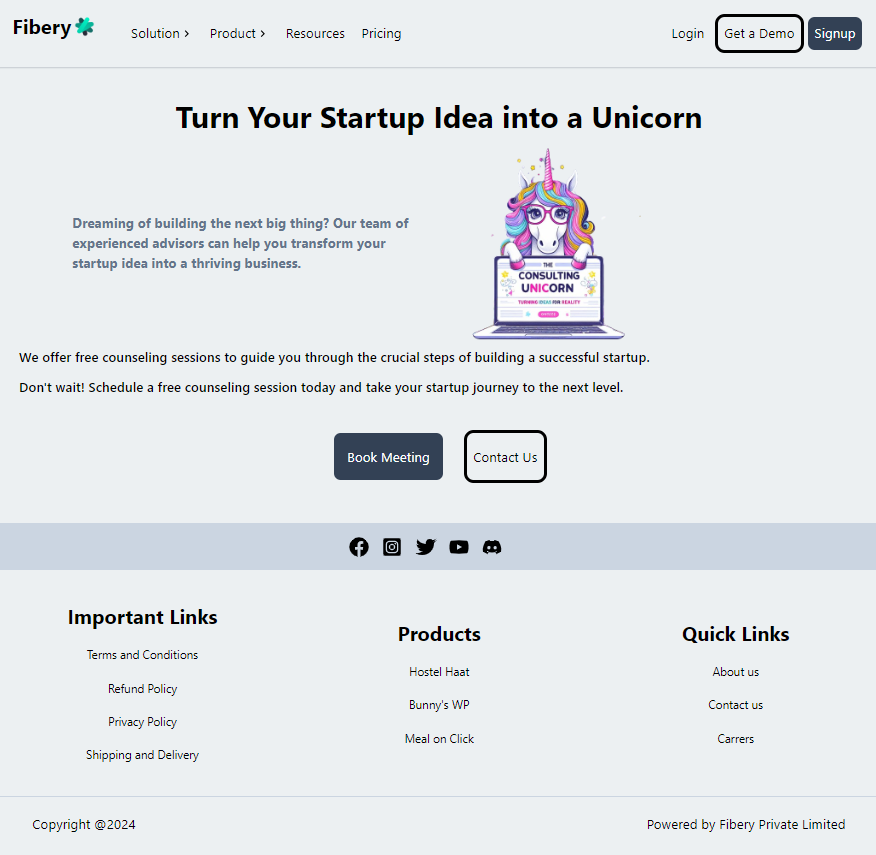 Fibery
Solution
Product
Resources
Pricing
Login
Get a Demo
Signup
Turn Your Startup Idea into a Unicorn
Dreaming of building the next big thing? Our team of
experienced advisors can help you transform your
startup idea into a thriving business.
THE
CONSULTING
UNICORN
TURNING IDEAS FOR REALITY
We offer free counseling sessions to guide you through the crucial steps of building a successful startup.
Don't wait! Schedule a free counseling session today and take your startup journey to the next level.
Book Meeting
Contact Us
Important Links
Terms and Conditions
Refund Policy
Privacy Policy
Shipping and Delivery
Products
Hostel Haat
Bunny's WP
Meal on Click
Quick Links
About us
Contact us
Carrers
Copyright @2024
Powered by Fibery Private Limited